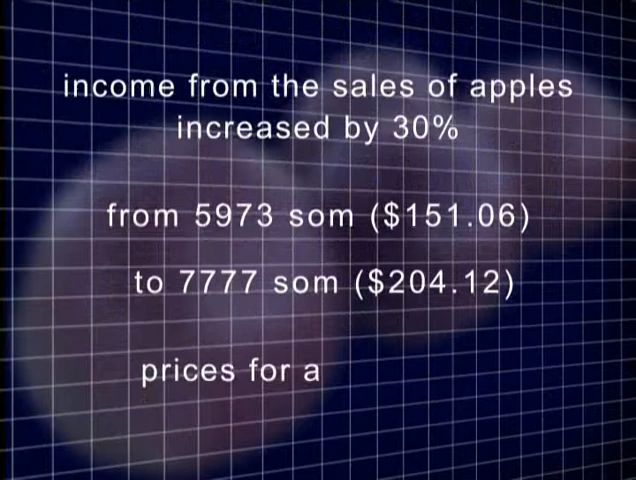 income from the sales of apples
increased by 30%
from 5973 som ($151.06)
to 7777 som ($204.12)
prices for a